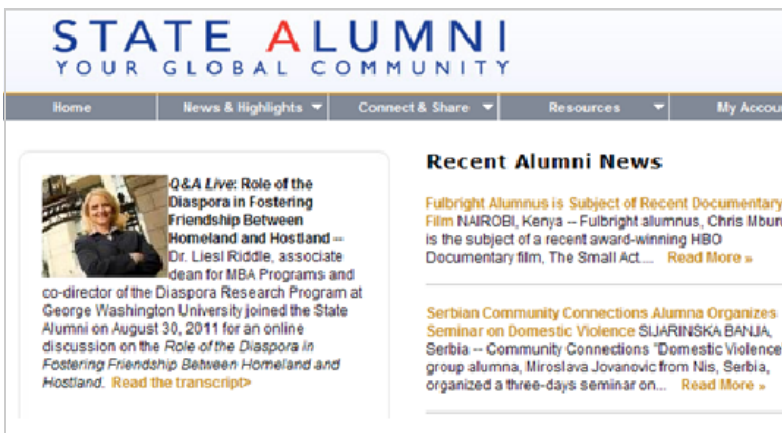 STATE ALUMNI
YOUR GLOBAL COMMUNITY
Home News & Highlights Connect & Share Resources My Accoun
Q&A Live: Role of the
Diaspora in Fostering
Friendship Between
Homeland and Hostland --
Dr. Liesl Riddle, associate
dean for MBA Programs and
co-director of the Diaspora Research Program at
George Washington University joined the State
Alumni on August 30, 2011 for an online
discussion on the Role of the Diaspora in
Fostering Friendship Between Homeland and
Hostland. Read the transcript>
Recent Alumni News
Fulbright Alumnus is Subject of Recent Documentary
Film NAIROBI, Kenya -- Fulbright alumnus, Chris Mburu
is the subject of a recent award-winning HBO
Documentary film, The Small Act.... Read More »
Serbian Community Connections Alumna Organizes
Seminar on Domestic Violence SIJARINSKA BANJA,
Serbia -- Community Connections "Domestic Violence
group alumna, Miroslava Jovanovic from Nis, Serbia,
organized a three-days seminar on... Read More »